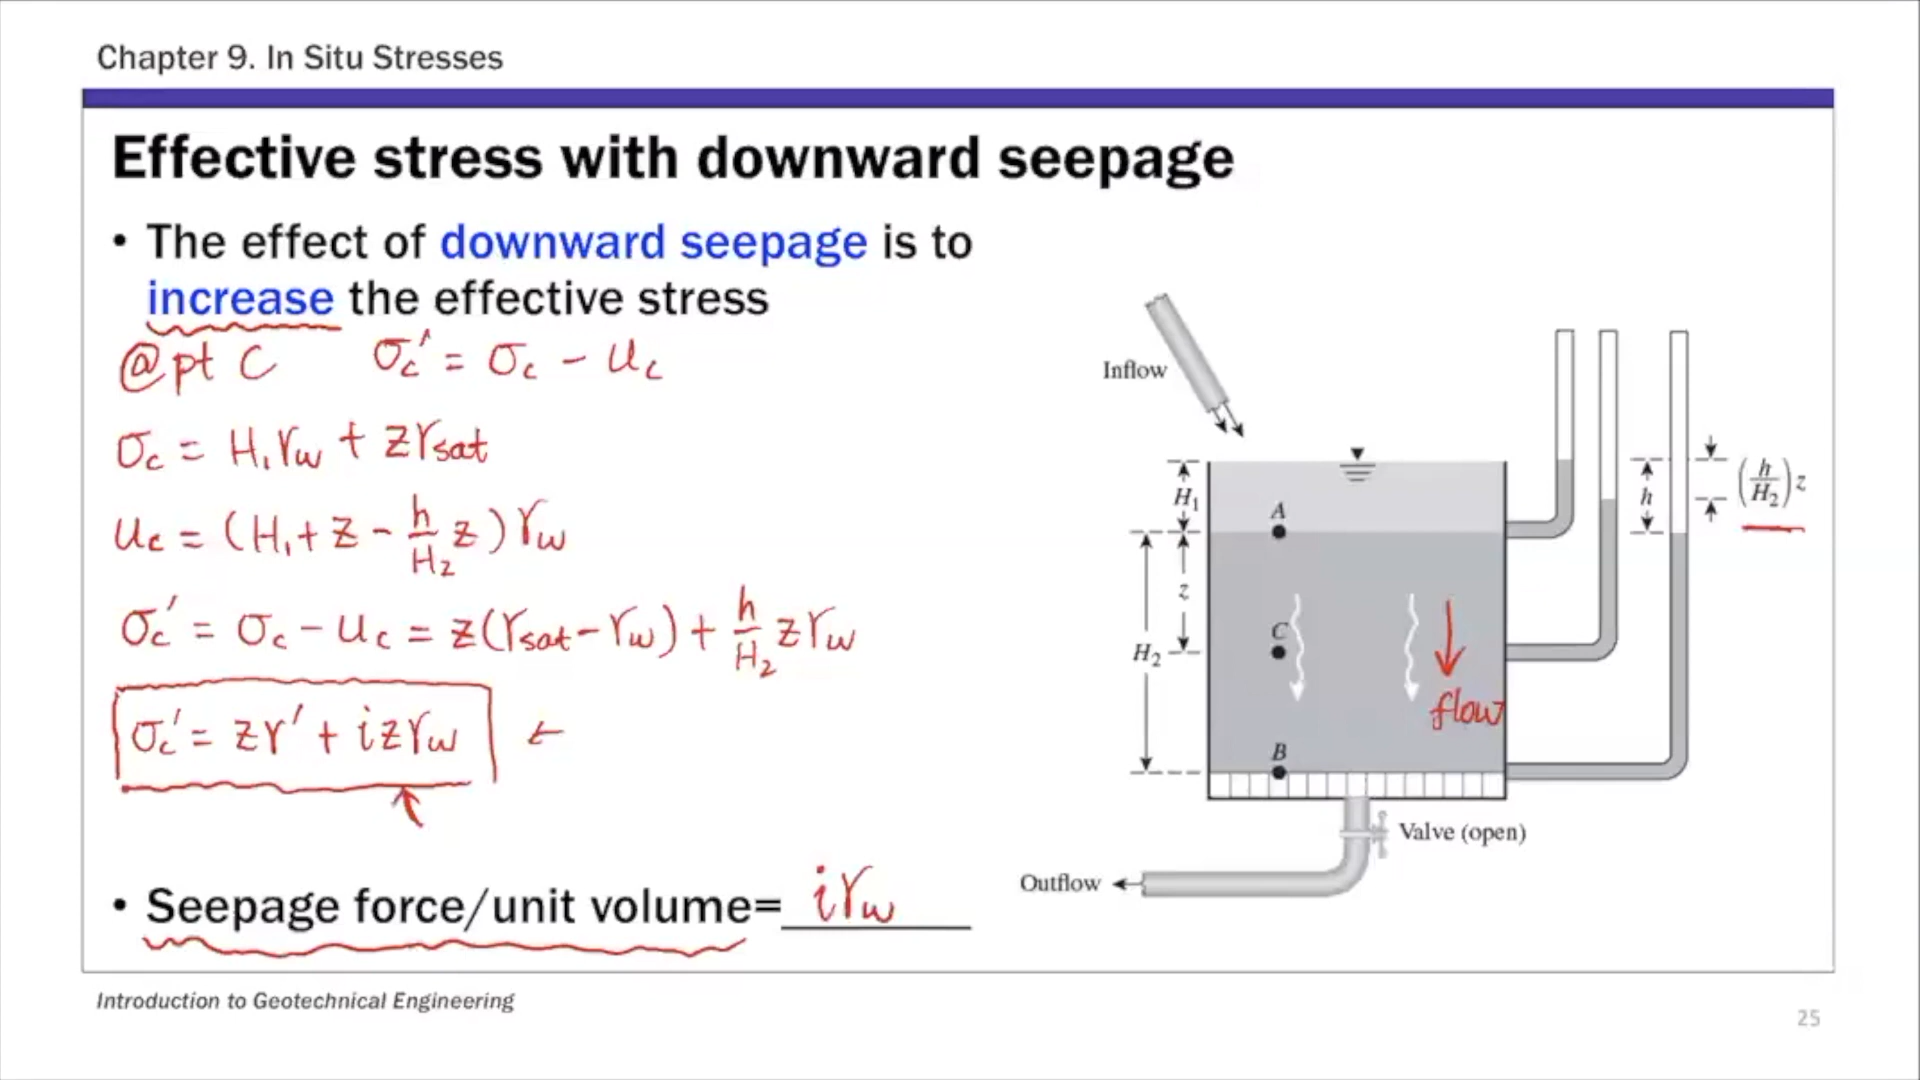 Chapter 9. In Situ Stresses
Effective stress with downward seepage
• The effect of downward seepage is to
increase the effective stress
@pt C σc' = σc - uc
σc = H₁γw + zγsat
uc = (H₁ + z - h/H₂ z) γw
σc' = σc - uc = z(γsat - γw) + h/H₂ zγw
σc' = zγ' + izγw ←
• Seepage force/unit volume= iγw
Inflow
H₁
A
z
C
H₂
B
flow
h
(h/H₂) z
Valve (open)
Outflow
Introduction to Geotechnical Engineering
25